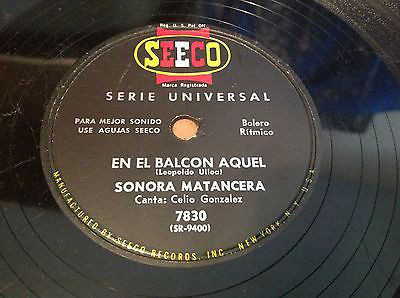 Reg. U. S. Pat. Off.
SEECO
Marca Registrada
SERIE UNIVERSAL
PARA MEJOR SONIDO
USE AGUJAS SEECO
Bolero
Rítmico
EN EL BALCON AQUEL
(Leopoldo Ulloa)
SONORA MATANCERA
Canta: Celio Gonzalez
7830
(SR-9400)
MANUFACTURED BY SEECO RECORDS, INC., NEW YORK, N.Y. USA